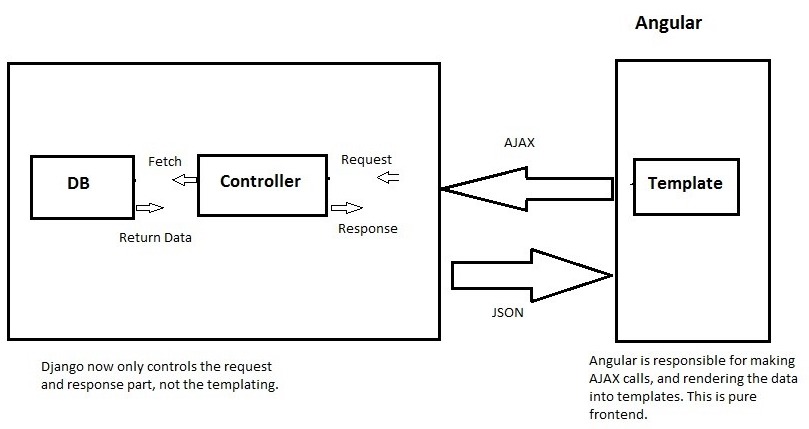 Angular
AJAX
Fetch
Request
DB
Controller
Template
Return Data
Response
JSON
Django now only controls the request
and response part, not the templating.
Angular is responsible for making
AJAX calls, and rendering the data
into templates. This is pure
frontend.